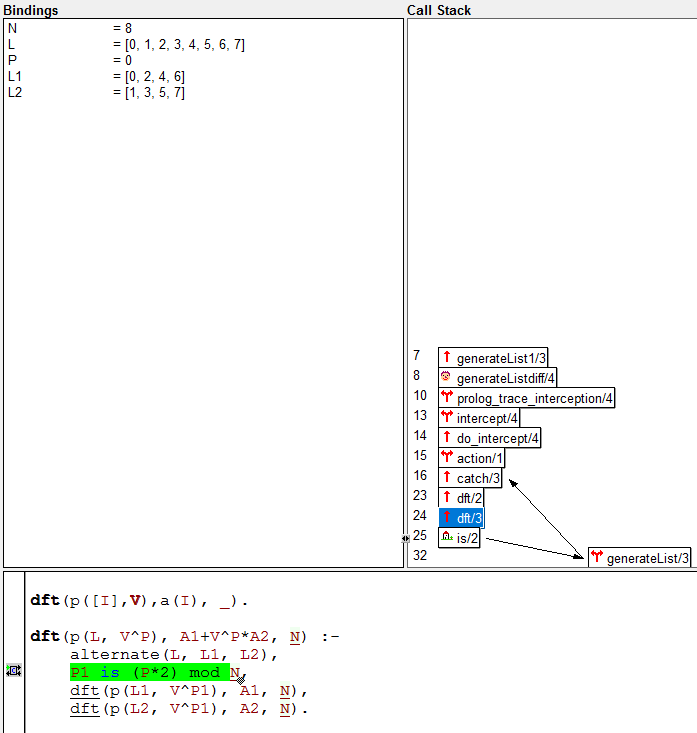 Bindings
N = 8
L = [0, 1, 2, 3, 4, 5, 6, 7]
P = 0
L1 = [0, 2, 4, 6]
L2 = [1, 3, 5, 7]
Call Stack
7 generateList1/3
8 generateListdiff/4
10 prolog_trace_interception/4
13 intercept/4
14 do_intercept/4
15 action/1
16 catch/3
23 dft/2
24 dft/3
25 is/2
32 generateList/3
dft(p([I],V),a(I), _).
dft(p(L, V^P), A1+V^P*A2, N) :-
alternate(L, L1, L2),
P1 is (P*2) mod N,
dft(p(L1, V^P1), A1, N),
dft(p(L2, V^P1), A2, N).